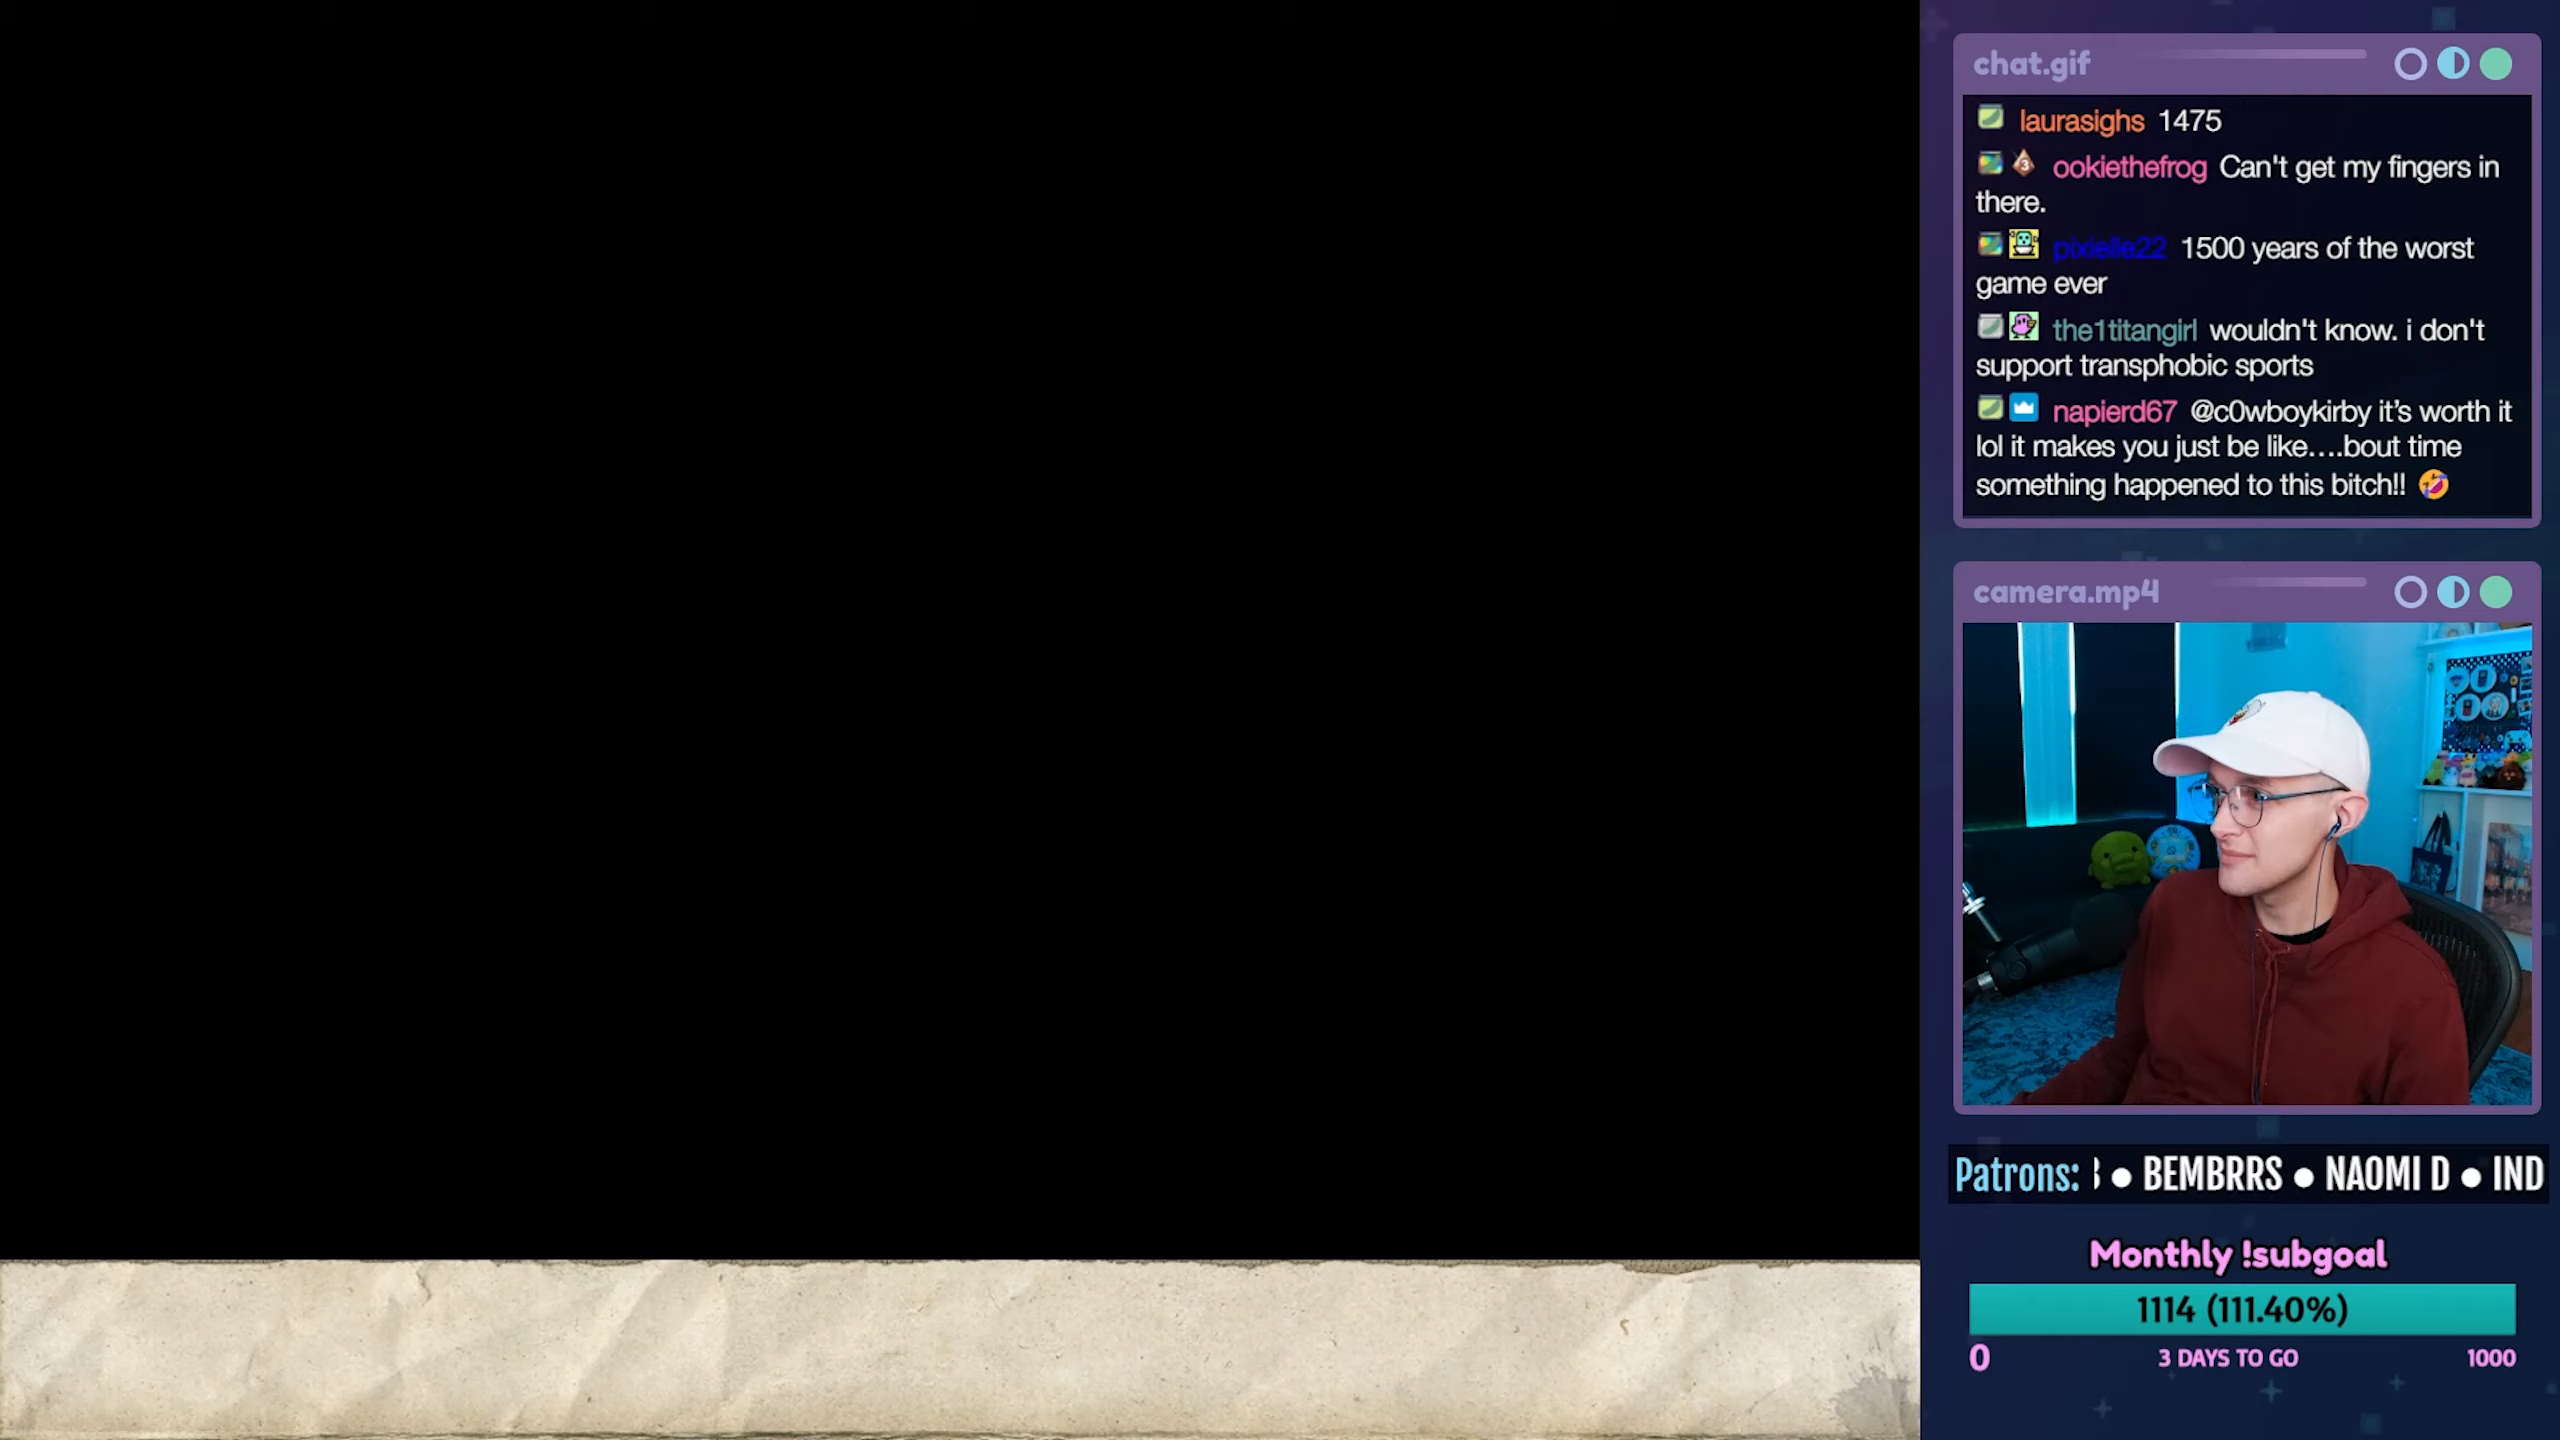 chat.gif
laurasighs 1475
ookiethefrog Can't get my fingers in
there.
pixielle22 1500 years of the worst
game ever
the1titangirl wouldn't know. i don't
support transphobic sports
napierd67 @c0wboykirby it’s worth it
lol it makes you just be like….bout time
something happened to this bitch!! 🤣
camera.mp4
Patrons: ● BEMBRRS ● NAOMI D ● IND
Monthly !subgoal
1114 (111.40%)
0 3 DAYS TO GO 1000